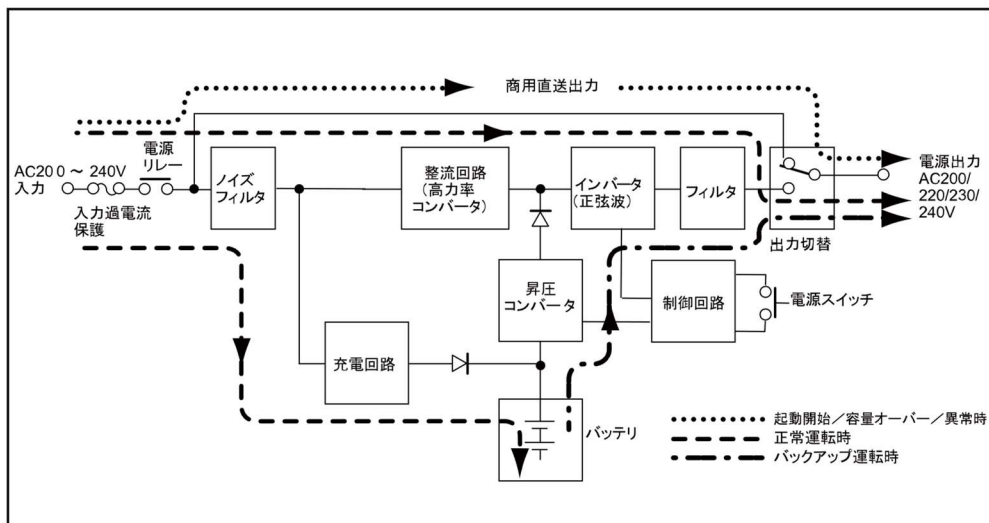 商用直送出力
電源
リレー
AC200～240V
入力
入力過電流
保護
ノイズ
フィルタ
整流回路
(高力率
コンバータ)
インバータ
(正弦波)
フィルタ
電源出力
AC200/
220/230/
240V
出力切替
昇圧
コンバータ
制御回路
電源スイッチ
充電回路
バッテリ
起動開始／容量オーバー／異常時
正常運転時
バックアップ運転時